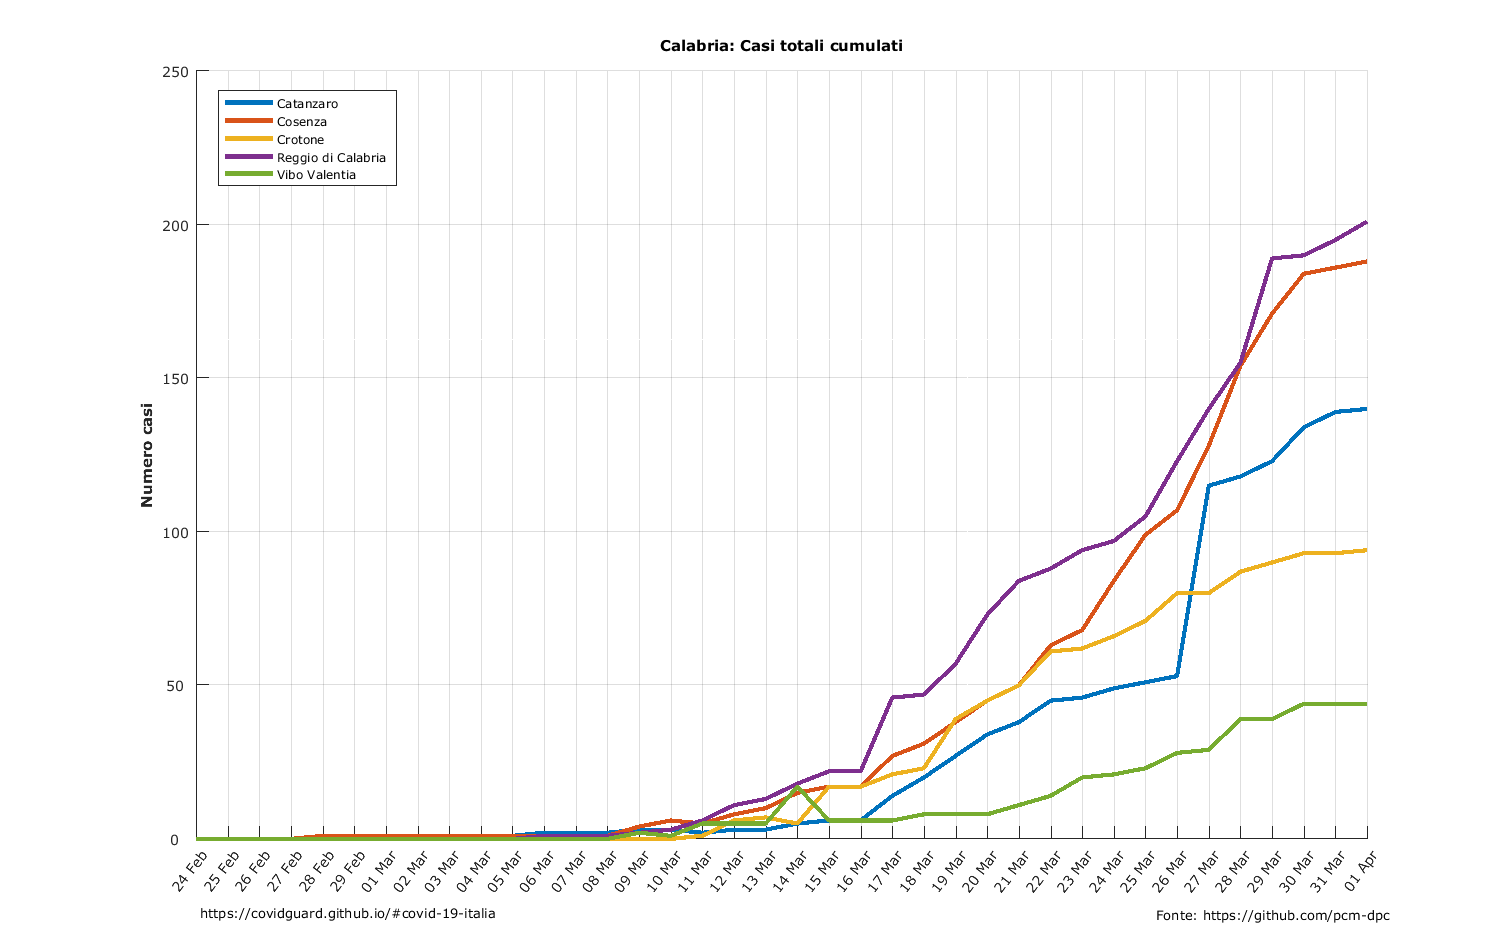 Calabria: Casi totali cumulati
250
200
150
100
50
0
Numero casi
Catanzaro
Cosenza
Crotone
Reggio di Calabria
Vibo Valentia
24 Feb
25 Feb
26 Feb
27 Feb
28 Feb
29 Feb
01 Mar
02 Mar
03 Mar
04 Mar
05 Mar
06 Mar
07 Mar
08 Mar
09 Mar
10 Mar
11 Mar
12 Mar
13 Mar
14 Mar
15 Mar
16 Mar
17 Mar
18 Mar
19 Mar
20 Mar
21 Mar
22 Mar
23 Mar
24 Mar
25 Mar
26 Mar
27 Mar
28 Mar
29 Mar
30 Mar
31 Mar
01 Apr
https://covidguard.github.io/#covid-19-italia
Fonte: https://github.com/pcm-dpc